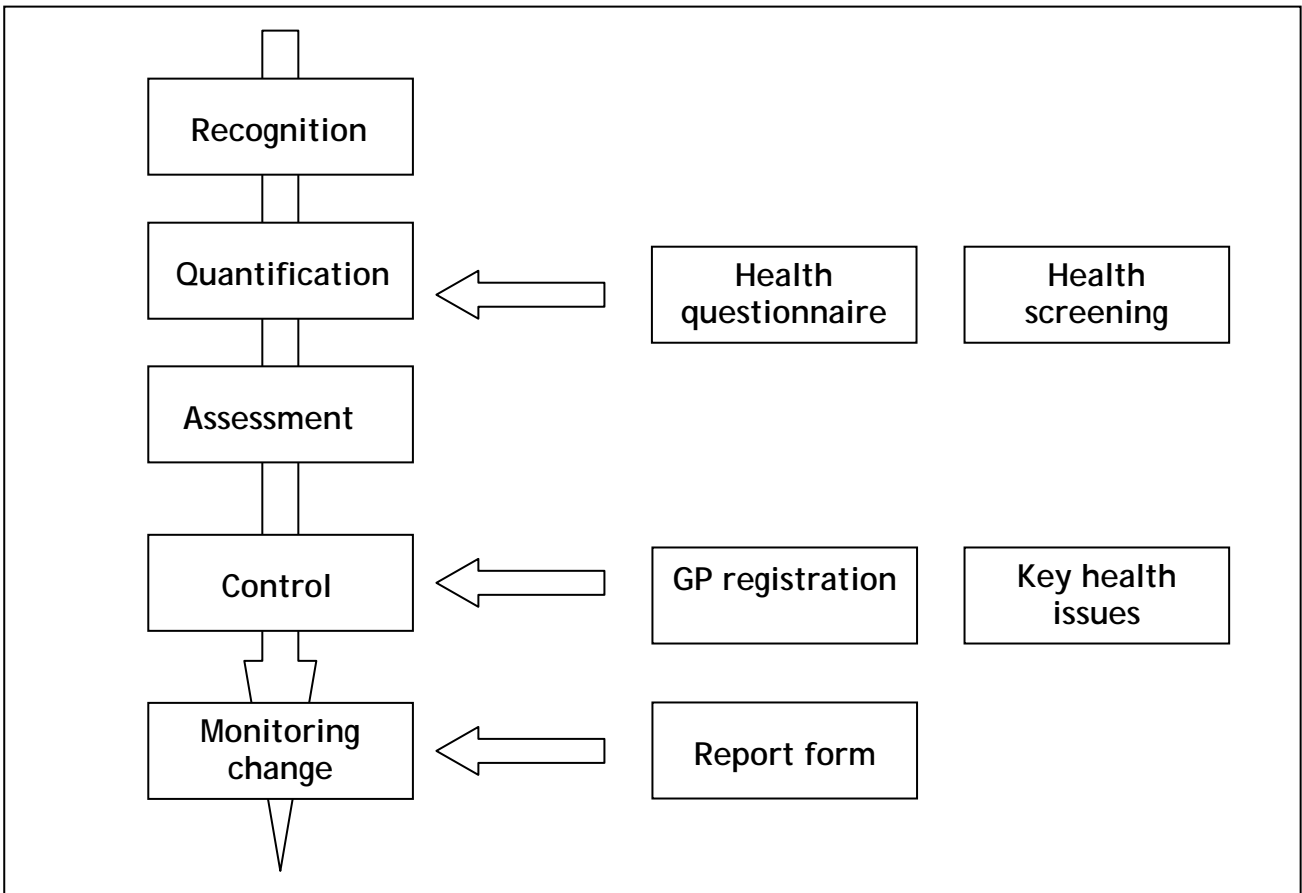 Recognition
Quantification
Health
questionnaire
Health
screening
Assessment
Control
GP registration
Key health
issues
Monitoring
change
Report form